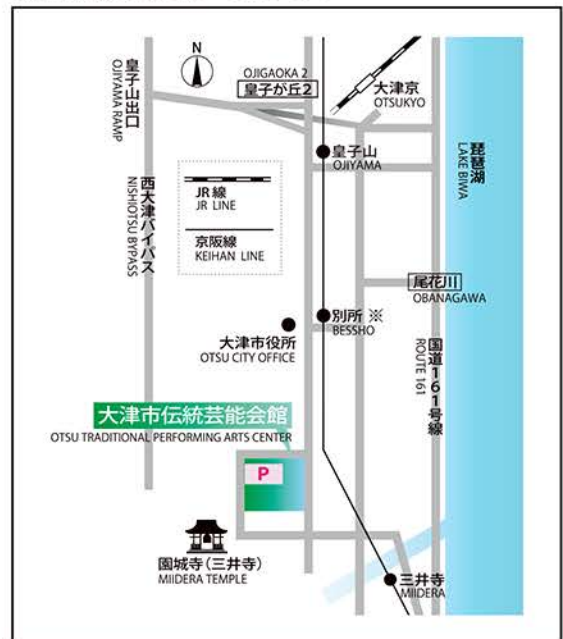 N
皇子山出口
OJIYAMA RAMP
OJIGAOKA 2
皇子が丘2
大津京
OTSUKYO
皇子山
OJIYAMA
琵琶湖
LAKE BIWA
西大津バイパス
NISHIOTSU BYPASS
JR線
JR LINE
京阪線
KEIHAN LINE
尾花川
OBANAGAWA
別所 ※
BESSHO
大津市役所
OTSU CITY OFFICE
国道161号線
ROUTE 161
大津市伝統芸能会館
OTSU TRADITIONAL PERFORMING ARTS CENTER
P
園城寺(三井寺)
MIIDERA TEMPLE
三井寺
MIIDERA